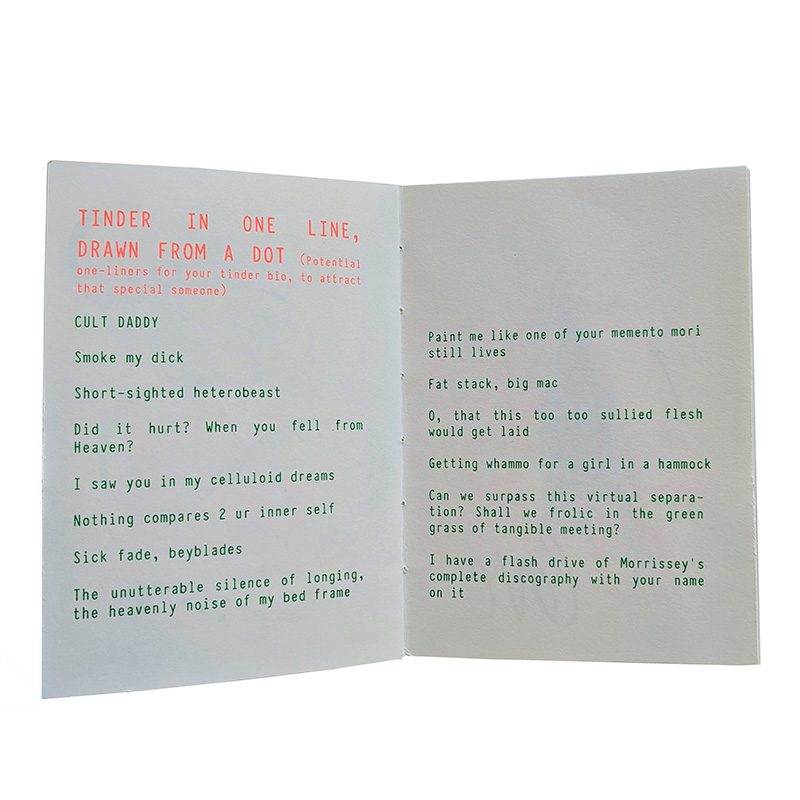 TINDER IN ONE LINE,
DRAWN FROM A DOT (Potential
one-liners for your tinder bio, to attract
that special someone)
CULT DADDY
Smoke my dick
Short-sighted heterobeast
Did it hurt? When you fell from
Heaven?
I saw you in my celluloid dreams
Nothing compares 2 ur inner self
Sick fade, beyblades
The unutterable silence of longing,
the heavenly noise of my bed frame
Paint me like one of your memento mori
still lives
Fat stack, big mac
O, that this too too sullied flesh
would get laid
Getting whammo for a girl in a hammock
Can we surpass this virtual separa-
tion? Shall we frolic in the green
grass of tangible meeting?
I have a flash drive of Morrissey's
complete discography with your name
on it